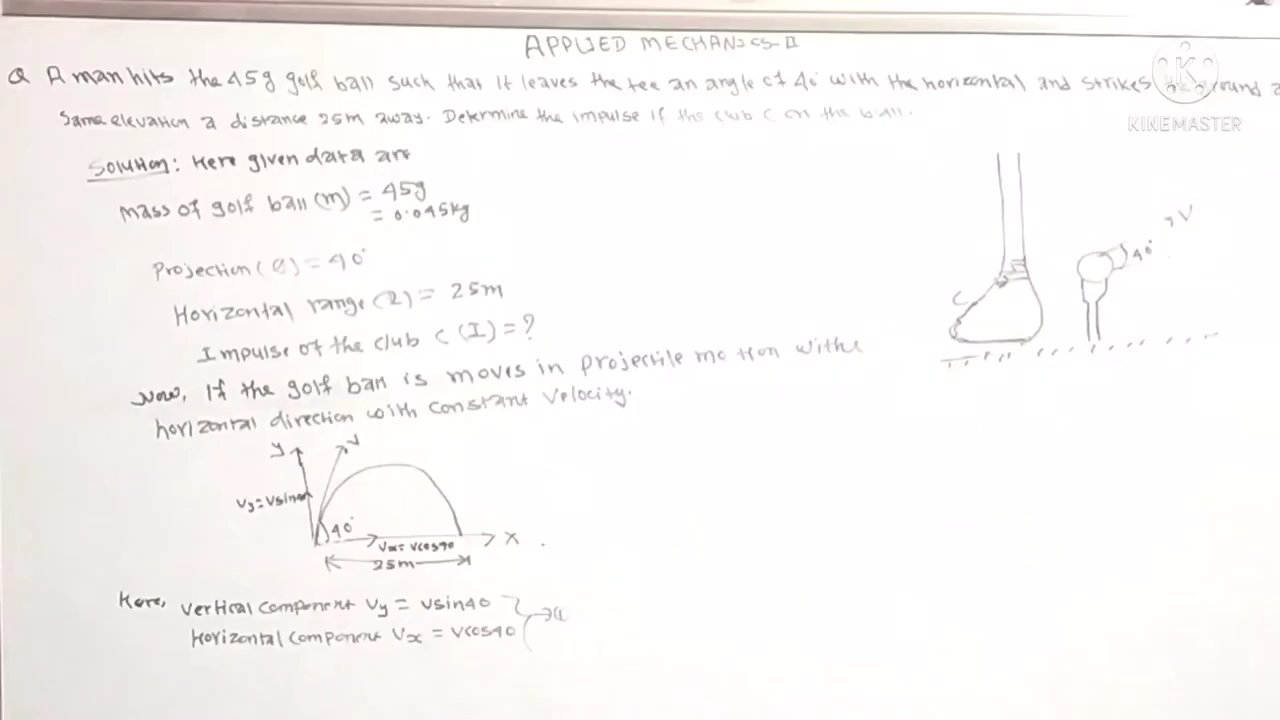 APPLIED MECHANICS-II
Q A man hits the 45g golf ball such that it leaves the tee an angle of 40° with the horizontal and strikes the ground a
Same elevation a distance 25m away. Determine the impulse if the club C on the ball.
KINEMASTER
Solution: Here given data are
Mass of golf ball (m) = 45g
= 0.045kg
Projection (θ) = 40°
Horizontal range (R) = 25m
Impulse of the club C (I) = ?
Now, If the golf ball is moves in projectile motion with
horizontal direction with constant velocity.
C
40°
V
y
V
Vy = Vsin40
40°
Vx = Vcos40
X
25m
Here, Vertical component Vy = Vsin40
Horizontal component Vx = Vcos40